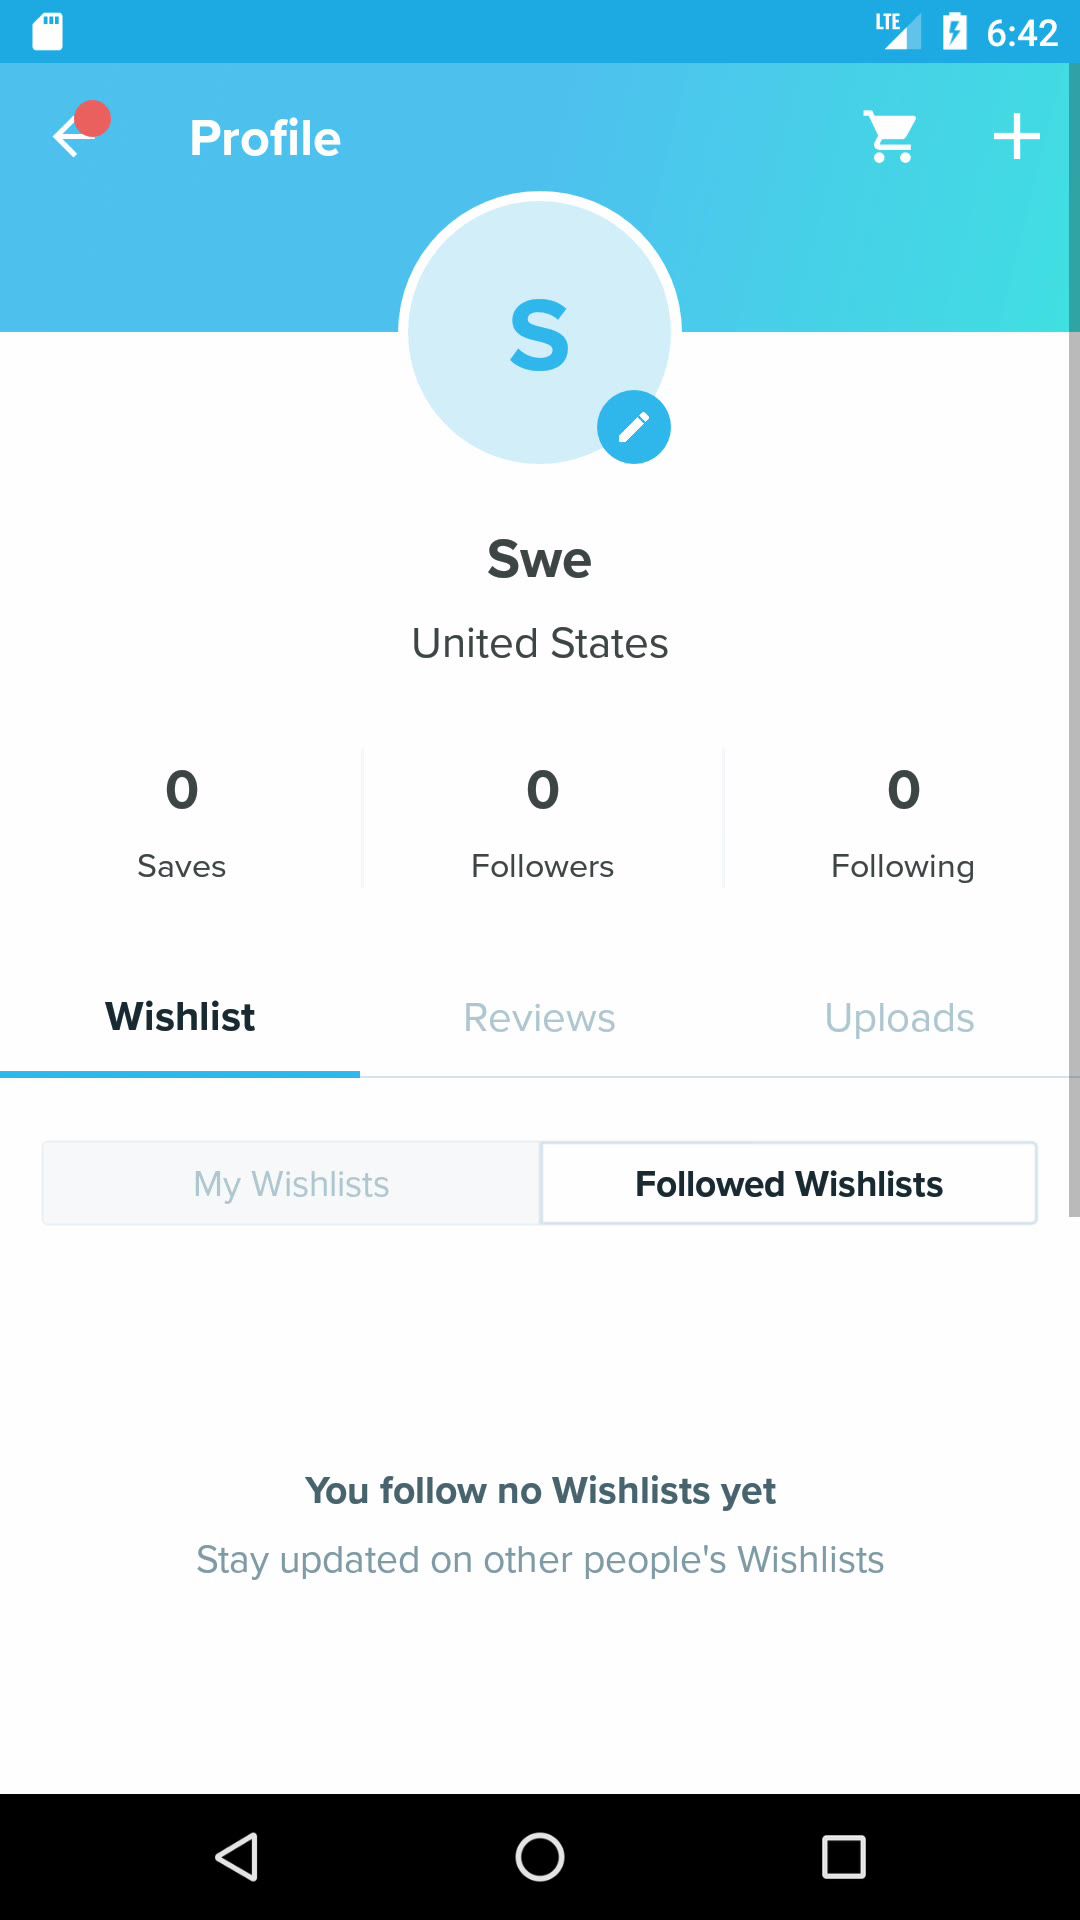 LTE 6:42
Profile
S
Swe
United States
0 0 0
Saves Followers Following
Wishlist Reviews Uploads
My Wishlists Followed Wishlists
You follow no Wishlists yet
Stay updated on other people's Wishlists